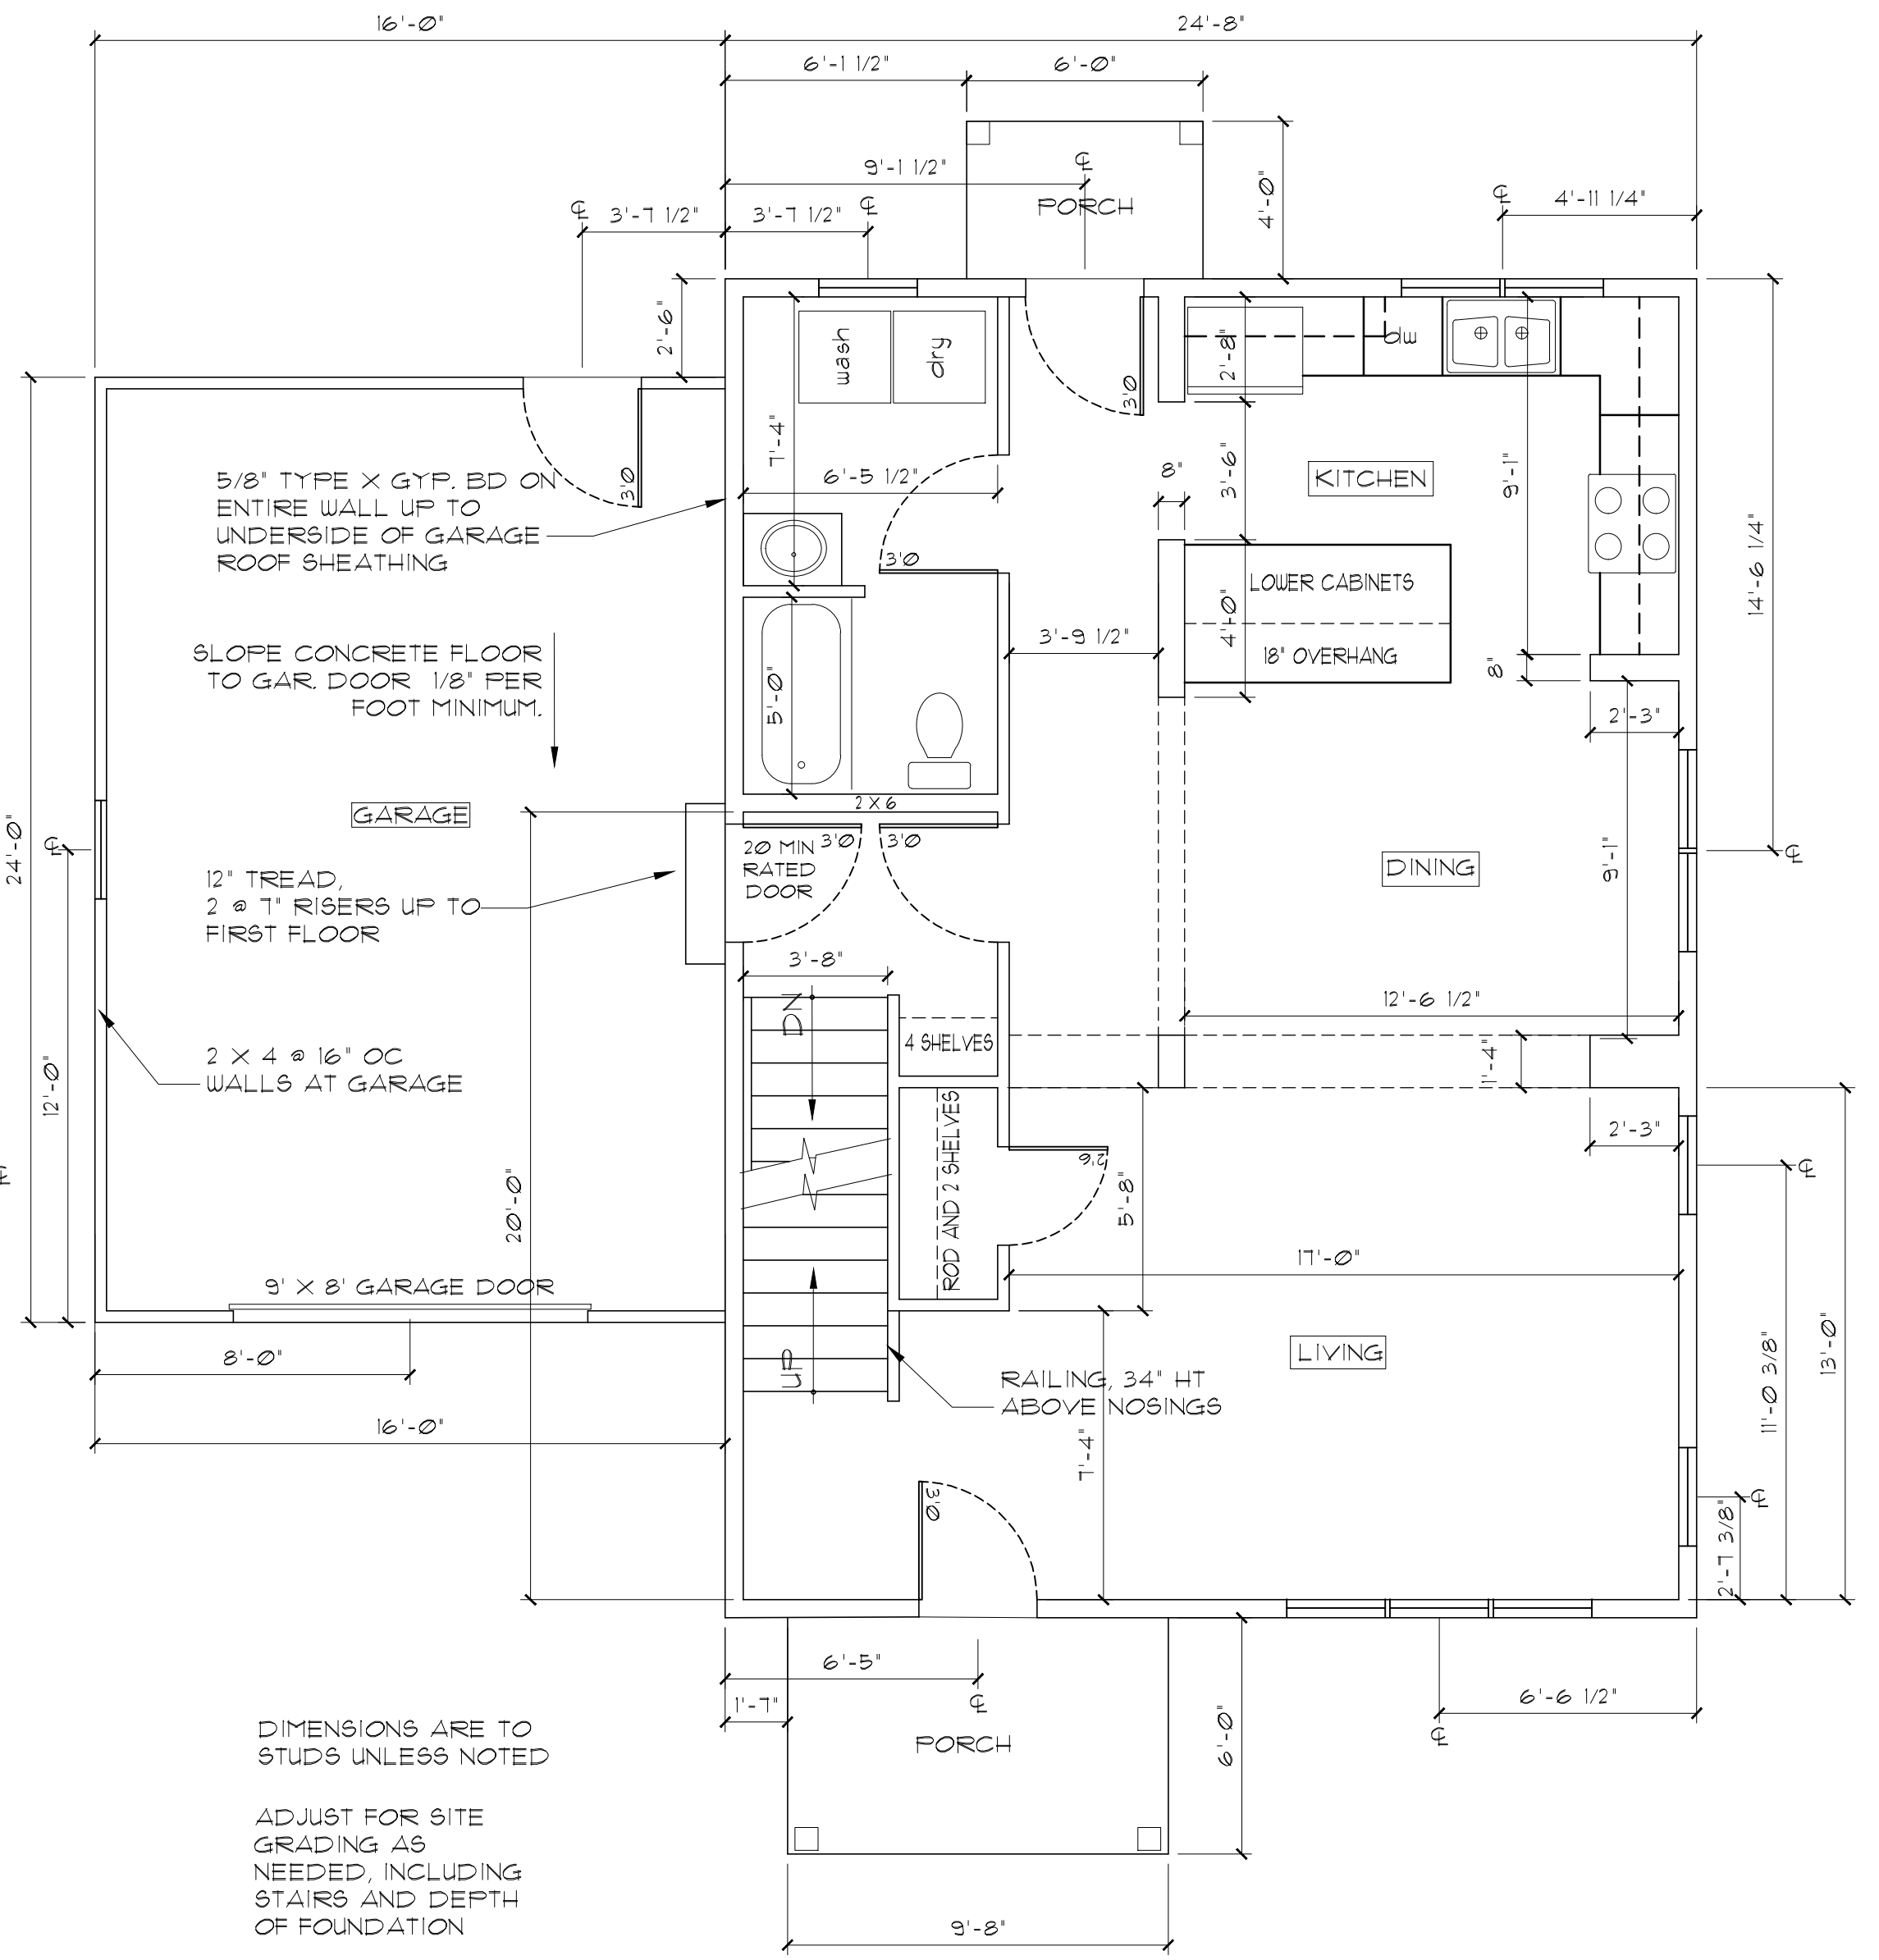 16'-0"
24'-8"
6'-1 1/2"
6'-0"
9'-1 1/2"
℄
PORCH
4'-0"
℄
4'-11 1/4"
℄
3'-7 1/2"
3'-7 1/2"
℄
2'-6"
wash
dry
7'-4"
3'0
2'-8"
dw
3'0
5/8" TYPE X GYP. BD ON
ENTIRE WALL UP TO
UNDERSIDE OF GARAGE
ROOF SHEATHING
6'-5 1/2"
8"
3'-6"
KITCHEN
9'-1"
14'-6 1/4"
3'0
LOWER CABINETS
18" OVERHANG
4'-0"
3'-9 1/2"
8"
2'-3"
SLOPE CONCRETE FLOOR
TO GAR. DOOR 1/8" PER
FOOT MINIMUM.
5'-0"
2 X 6
GARAGE
24'-0"
℄
20 MIN
RATED
DOOR
3'0
3'0
DINING
9'-1"
℄
12" TREAD,
2 @ 7" RISERS UP TO
FIRST FLOOR
3'-8"
DN
4 SHELVES
12'-6 1/2"
1'-4"
2 X 4 @ 16" OC
WALLS AT GARAGE
12'-0"
2'-3"
ROD AND 2 SHELVES
2'6
5'-8"
℄
℄
20'-0"
17'-0"
9' X 8' GARAGE DOOR
8'-0"
UP
LIVING
RAILING, 34" HT
ABOVE NOSINGS
11'-0 3/8"
13'-0"
16'-0"
7'-4"
3'0
℄
2'-7 3/8"
6'-5"
℄
1'-7"
6'-6 1/2"
℄
PORCH
6'-0"
DIMENSIONS ARE TO
STUDS UNLESS NOTED
ADJUST FOR SITE
GRADING AS
NEEDED, INCLUDING
STAIRS AND DEPTH
OF FOUNDATION
9'-8"